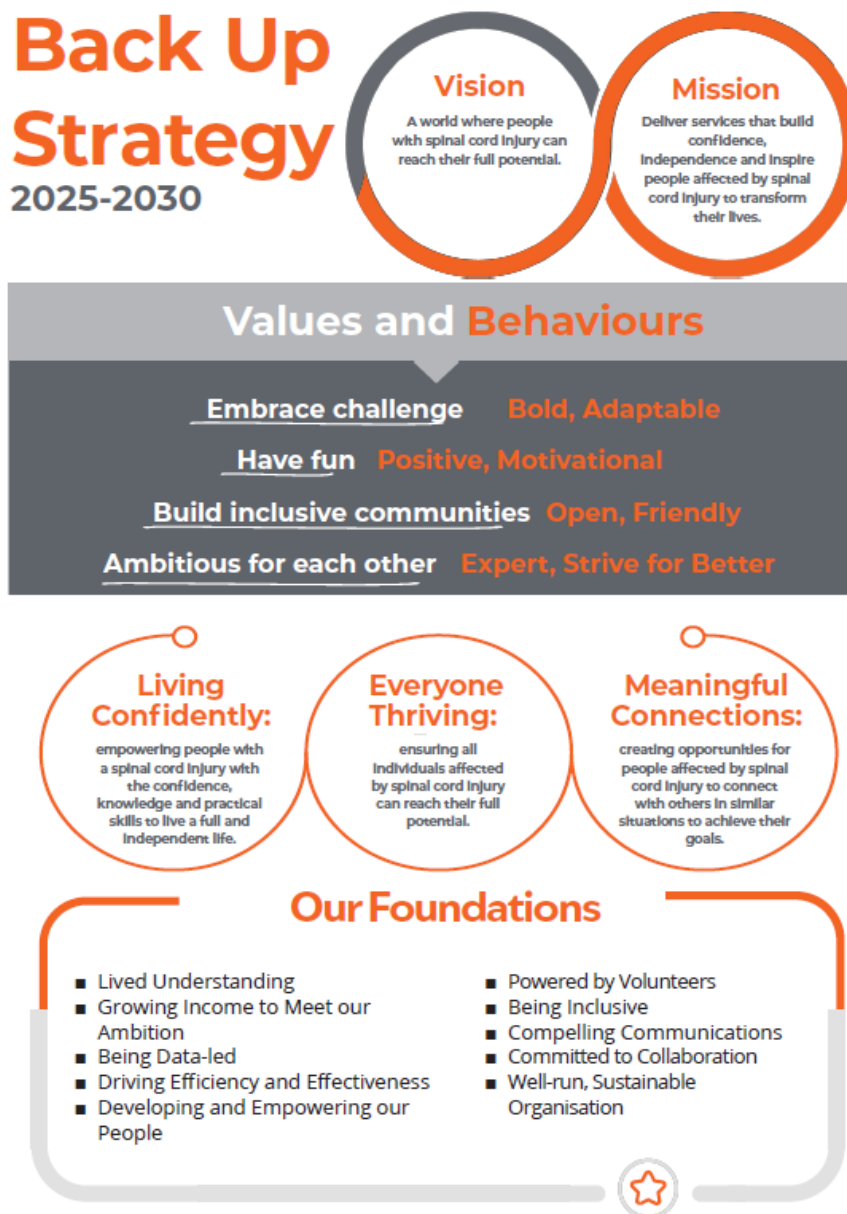 Back Up
Strategy
2025-2030
Vision
A world where people
with spinal cord injury can
reach their full potential.
Mission
Deliver services that build
confidence,
independence and inspire
people affected by spinal
cord injury to transform
their lives.
Values and Behaviours
Embrace challenge Bold, Adaptable
Have fun Positive, Motivational
Build inclusive communities Open, Friendly
Ambitious for each other Expert, Strive for Better
Living
Confidently:
empowering people with
a spinal cord injury with
the confidence,
knowledge and practical
skills to live a full and
independent life.
Everyone
Thriving:
ensuring all
individuals affected
by spinal cord injury
can reach their full
potential.
Meaningful
Connections:
creating opportunities for
people affected by spinal
cord injury to connect
with others in similar
situations to achieve their
goals.
Our Foundations
▪ Lived Understanding
▪ Growing Income to Meet our
Ambition
▪ Being Data-led
▪ Driving Efficiency and Effectiveness
▪ Developing and Empowering our
People
▪ Powered by Volunteers
▪ Being Inclusive
▪ Compelling Communications
▪ Committed to Collaboration
▪ Well-run, Sustainable
Organisation